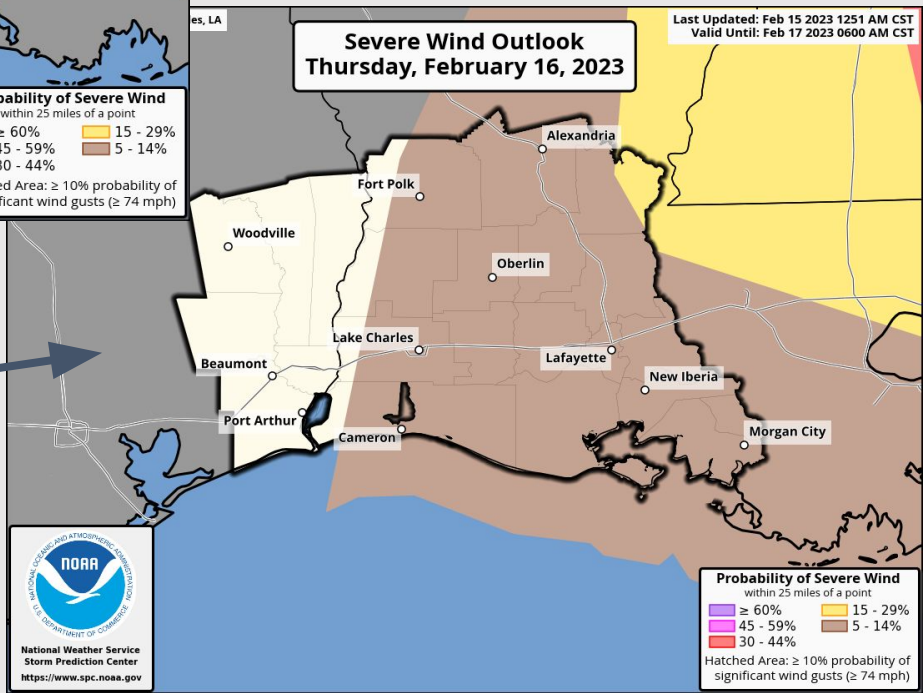 es, LA
Severe Wind Outlook
Thursday, February 16, 2023
Last Updated: Feb 15 2023 1251 AM CST
Valid Until: Feb 17 2023 0600 AM CST
bability of Severe Wind
within 25 miles of a point
≥ 60%
15 - 29%
45 - 59%
5 - 14%
30 - 44%
ed Area: ≥ 10% probability of
ficant wind gusts (≥ 74 mph)
Alexandria
Fort Polk
Woodville
Oberlin
Lake Charles
Lafayette
Beaumont
New Iberia
Port Arthur
Cameron
Morgan City
NATIONAL OCEANIC AND ATMOSPHERIC ADMINISTRATION
NOAA
U.S. DEPARTMENT OF COMMERCE
National Weather Service
Storm Prediction Center
https://www.spc.noaa.gov
Probability of Severe Wind
within 25 miles of a point
≥ 60%
15 - 29%
45 - 59%
5 - 14%
30 - 44%
Hatched Area: ≥ 10% probability of
significant wind gusts (≥ 74 mph)